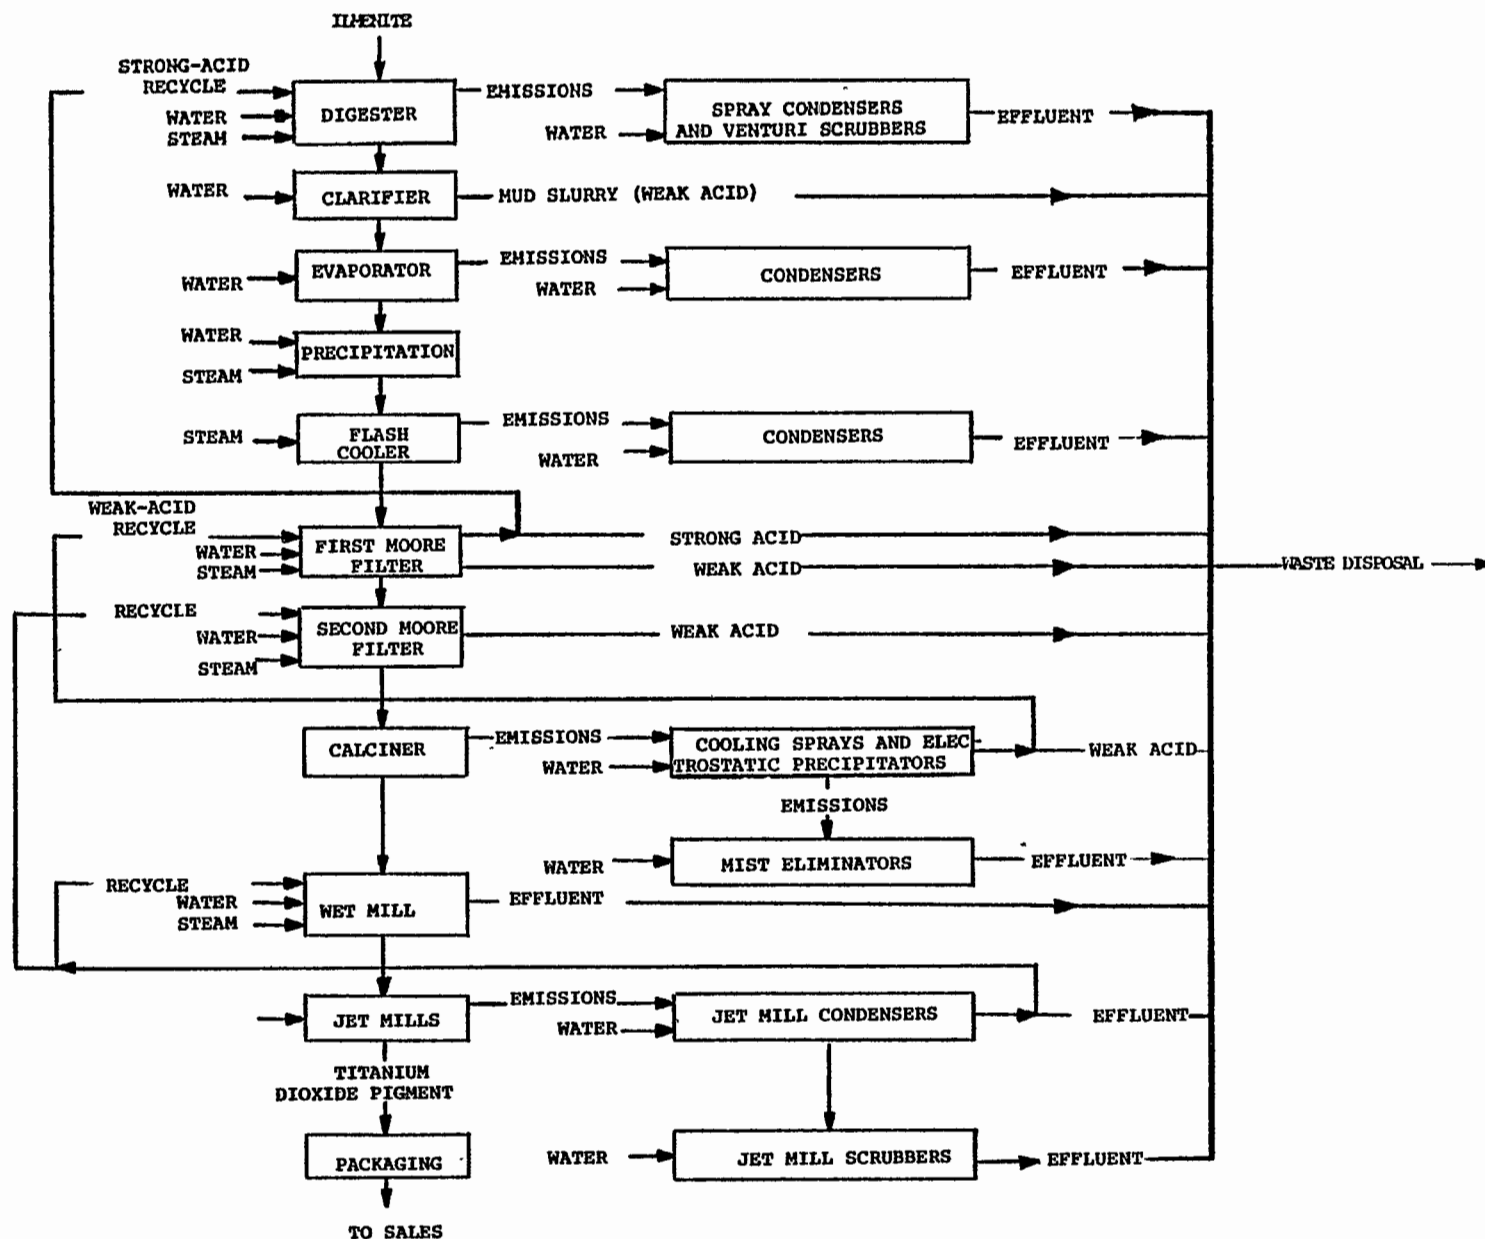 ILMENITE
STRONG-ACID
RECYCLE
WATER
STEAM
DIGESTER
EMISSIONS
WATER
SPRAY CONDENSERS
AND VENTURI SCRUBBERS
EFFLUENT
WATER
CLARIFIER
MUD SLURRY (WEAK ACID)
WATER
EVAPORATOR
EMISSIONS
WATER
CONDENSERS
EFFLUENT
WATER
STEAM
PRECIPITATION
STEAM
FLASH
COOLER
EMISSIONS
WATER
CONDENSERS
EFFLUENT
WEAK-ACID
RECYCLE
WATER
STEAM
FIRST MOORE
FILTER
STRONG ACID
WEAK ACID
WASTE DISPOSAL
RECYCLE
WATER
STEAM
SECOND MOORE
FILTER
WEAK ACID
CALCINER
EMISSIONS
WATER
COOLING SPRAYS AND ELEC
TROSTATIC PRECIPITATORS
WEAK ACID
EMISSIONS
WATER
MIST ELIMINATORS
EFFLUENT
RECYCLE
WATER
STEAM
WET MILL
EFFLUENT
JET MILLS
EMISSIONS
WATER
JET MILL CONDENSERS
EFFLUENT
TITANIUM
DIOXIDE PIGMENT
PACKAGING
WATER
JET MILL SCRUBBERS
EFFLUENT
TO SALES